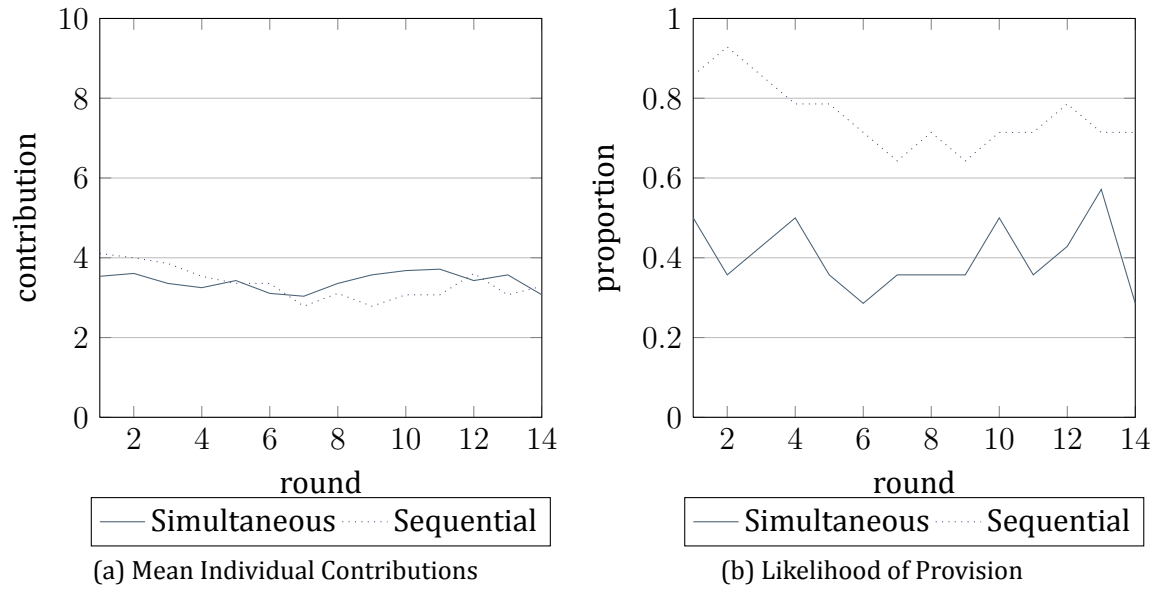 10
8
6
4
2
0
2 4 6 8 10 12 14
contribution
round
Simultaneous Sequential
(a) Mean Individual Contributions
1
0.8
0.6
0.4
0.2
0
2 4 6 8 10 12 14
proportion
round
Simultaneous Sequential
(b) Likelihood of Provision